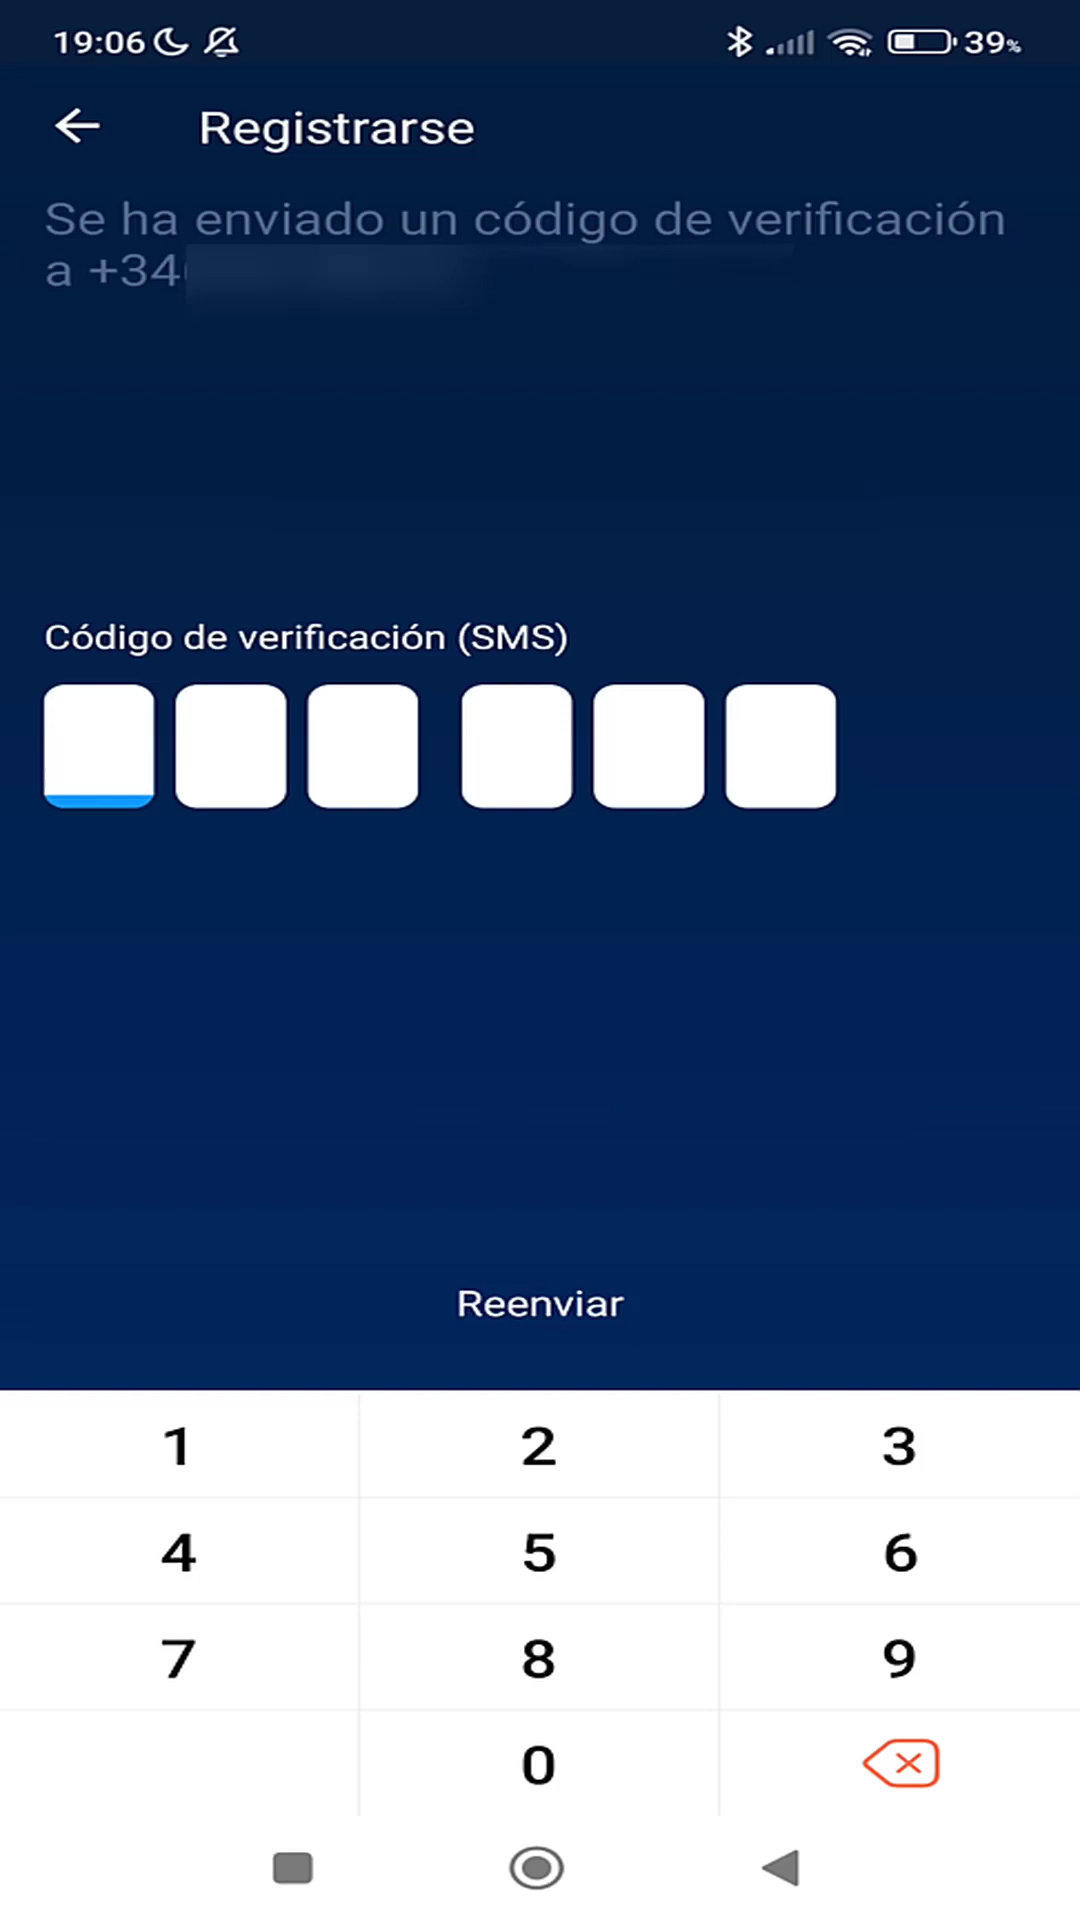 19:06
39%
Registrarse
Se ha enviado un código de verificación
a +34
Código de verificación (SMS)
Reenviar
1 2 3
4 5 6
7 8 9
0